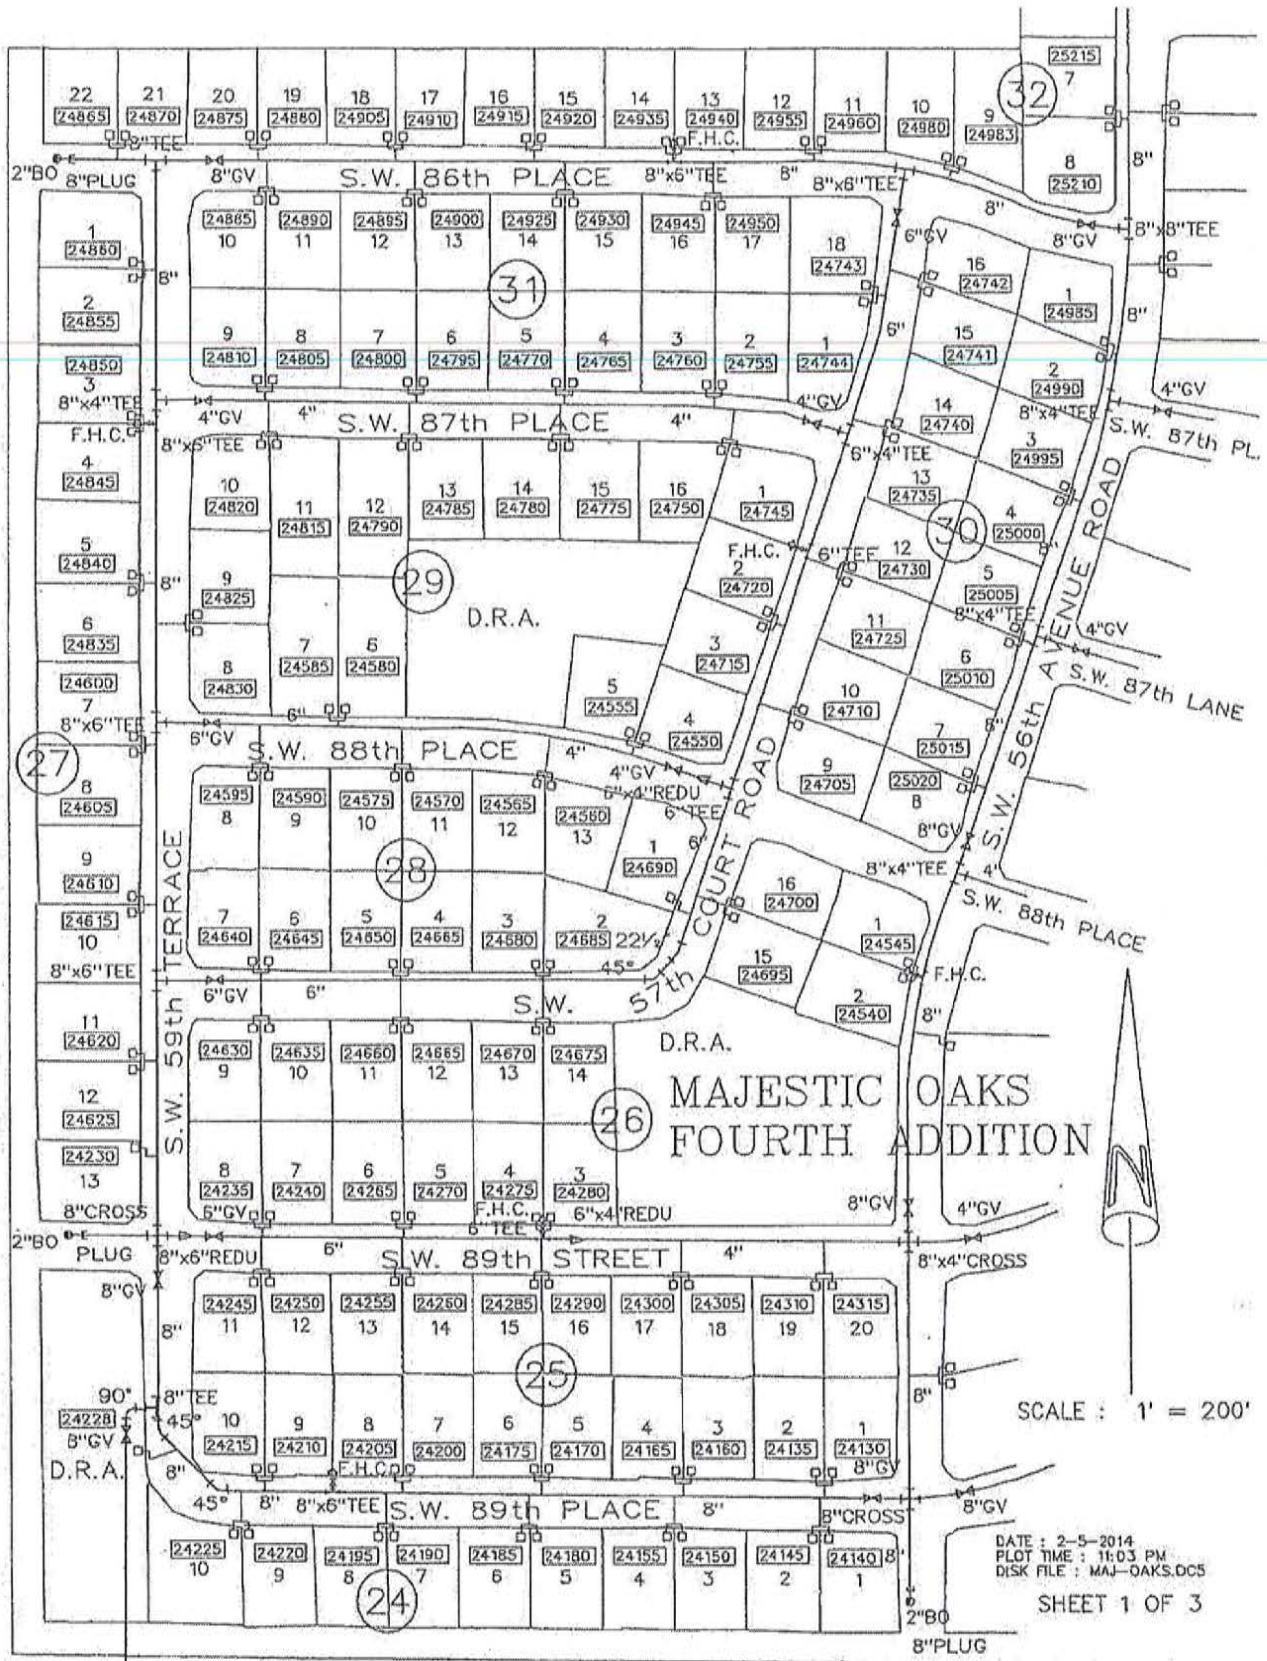 25215
7
32
22 21 20 19 18 17 16 15 14 13 12 11 10 9
24865 24870 24875 24880 24905 24910 24915 24920 24935 24940 24955 24960 24980 24983
F.H.C.
8"TEE
8
25210
8"
2"BO
8"PLUG
8"GV
S.W. 86th PLACE
8"x6"TEE
8"
8"x6"TEE
8"
8"GV
8"x8"TEE
6"GV
1
24860
8"
24885 24890 24895 24900 24925 24930 24945 24950
10 11 12 13 14 15 16 17
18
24743
16
24742
1
24985
31
2
24855
9 8 7 6 5 4 3 2 1
24810 24805 24800 24795 24770 24765 24760 24755 24744
6"
8"
15
24741
2
24990
24850
3
8"x4"TEE
4"GV
4"
S.W. 87th PLACE
4"
4"GV
8"x4"TEE
4"GV
S.W. 87th PL.
F.H.C.
8"x6"TEE
14
24740
6"x4"TEE
3
24995
4
24845
10
24820
11
24815
12
24790
13
24785
14
24780
15
24775
16
24750
1
24745
13
24735
4
25000
30
8"
F.H.C.
6"TEE
12
24730
5
25005
8"x4"TEE
5
24840
8"
9
24825
29
D.R.A.
2
24720
11
24725
6
25010
4"GV
S.W. 87th LANE
6
24835
8
24830
7
24585
6
24580
3
24715
10
24710
24600
7
8"x6"TEE
5
24555
4
24550
7
25015
8"
S.W. 56th AVENUE ROAD
27
6"GV
6"
S.W. 88th PLACE
4"
4"GV
6"x4"REDU
6"TEE
9
24705
25020
8
8"GV
8
24605
24595 24590 24575 24570 24565
8 9 10 11 12
24560
13
1
24690
6"
8"x4"TEE
4"
S.W. 88th PLACE
28
9
24610
16
24700
1
24545
24615
10
8"x6"TEE
7 6 5 4 3 2
24640 24645 24650 24665 24680 24685
22½
45°
15
24695
F.H.C.
6"GV
6"
S.W. 57th COURT ROAD
2
24540
8"
S.W. 59th TERRACE
11
24620
24630 24635 24660 24665 24670 24675
9 10 11 12 13 14
D.R.A.
12
24625
26
MAJESTIC OAKS
FOURTH ADDITION
N
24230
13
8 7 6 5 4 3
24235 24240 24265 24270 24275 24280
8"CROSS
6"GV
F.H.C.
6"TEE
6"x4"REDU
8"GV
4"GV
2"BO
PLUG
8"x6"REDU
6"
S.W. 89th STREET
4"
8"x4"CROSS
8"GV
8"
24245 24250 24255 24260 24285 24290 24300 24305 24310 24315
11 12 13 14 15 16 17 18 19 20
25
8"
SCALE : 1' = 200'
90°
24228
8"GV
D.R.A.
8"TEE
45°
10 9 8 7 6 5 4 3 2 1
24215 24210 24205 24200 24175 24170 24165 24160 24135 24130
F.H.C.
8"GV
8"
45°
8"
8"x6"TEE
S.W. 89th PLACE
8"
8"CROSS
8"GV
24225 24220 24195 24190 24185 24180 24155 24150 24145 24140
10 9 8 7 6 5 4 3 2 1
8"
24
DATE : 2-5-2014
PLOT TIME : 11:03 PM
DISK FILE : MAJ-OAKS.DC5
SHEET 1 OF 3
2"BO
8"PLUG